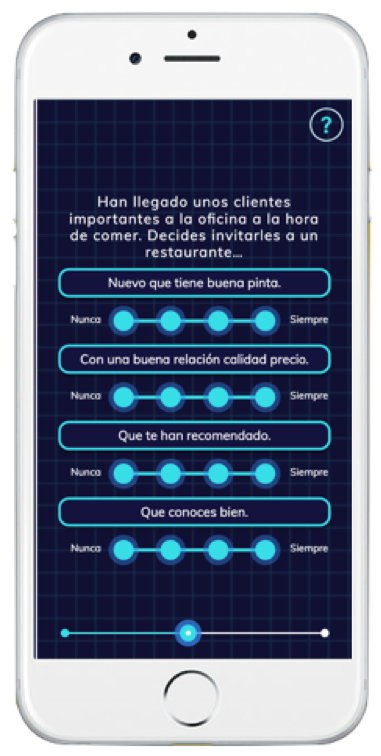 ?
Han llegado unos clientes
importantes a la oficina a la hora
de comer. Decides invitarles a un
restaurante...
Nuevo que tiene buena pinta.
Nunca Siempre
Con una buena relación calidad precio.
Nunca Siempre
Que te han recomendado.
Nunca Siempre
Que conoces bien.
Nunca Siempre